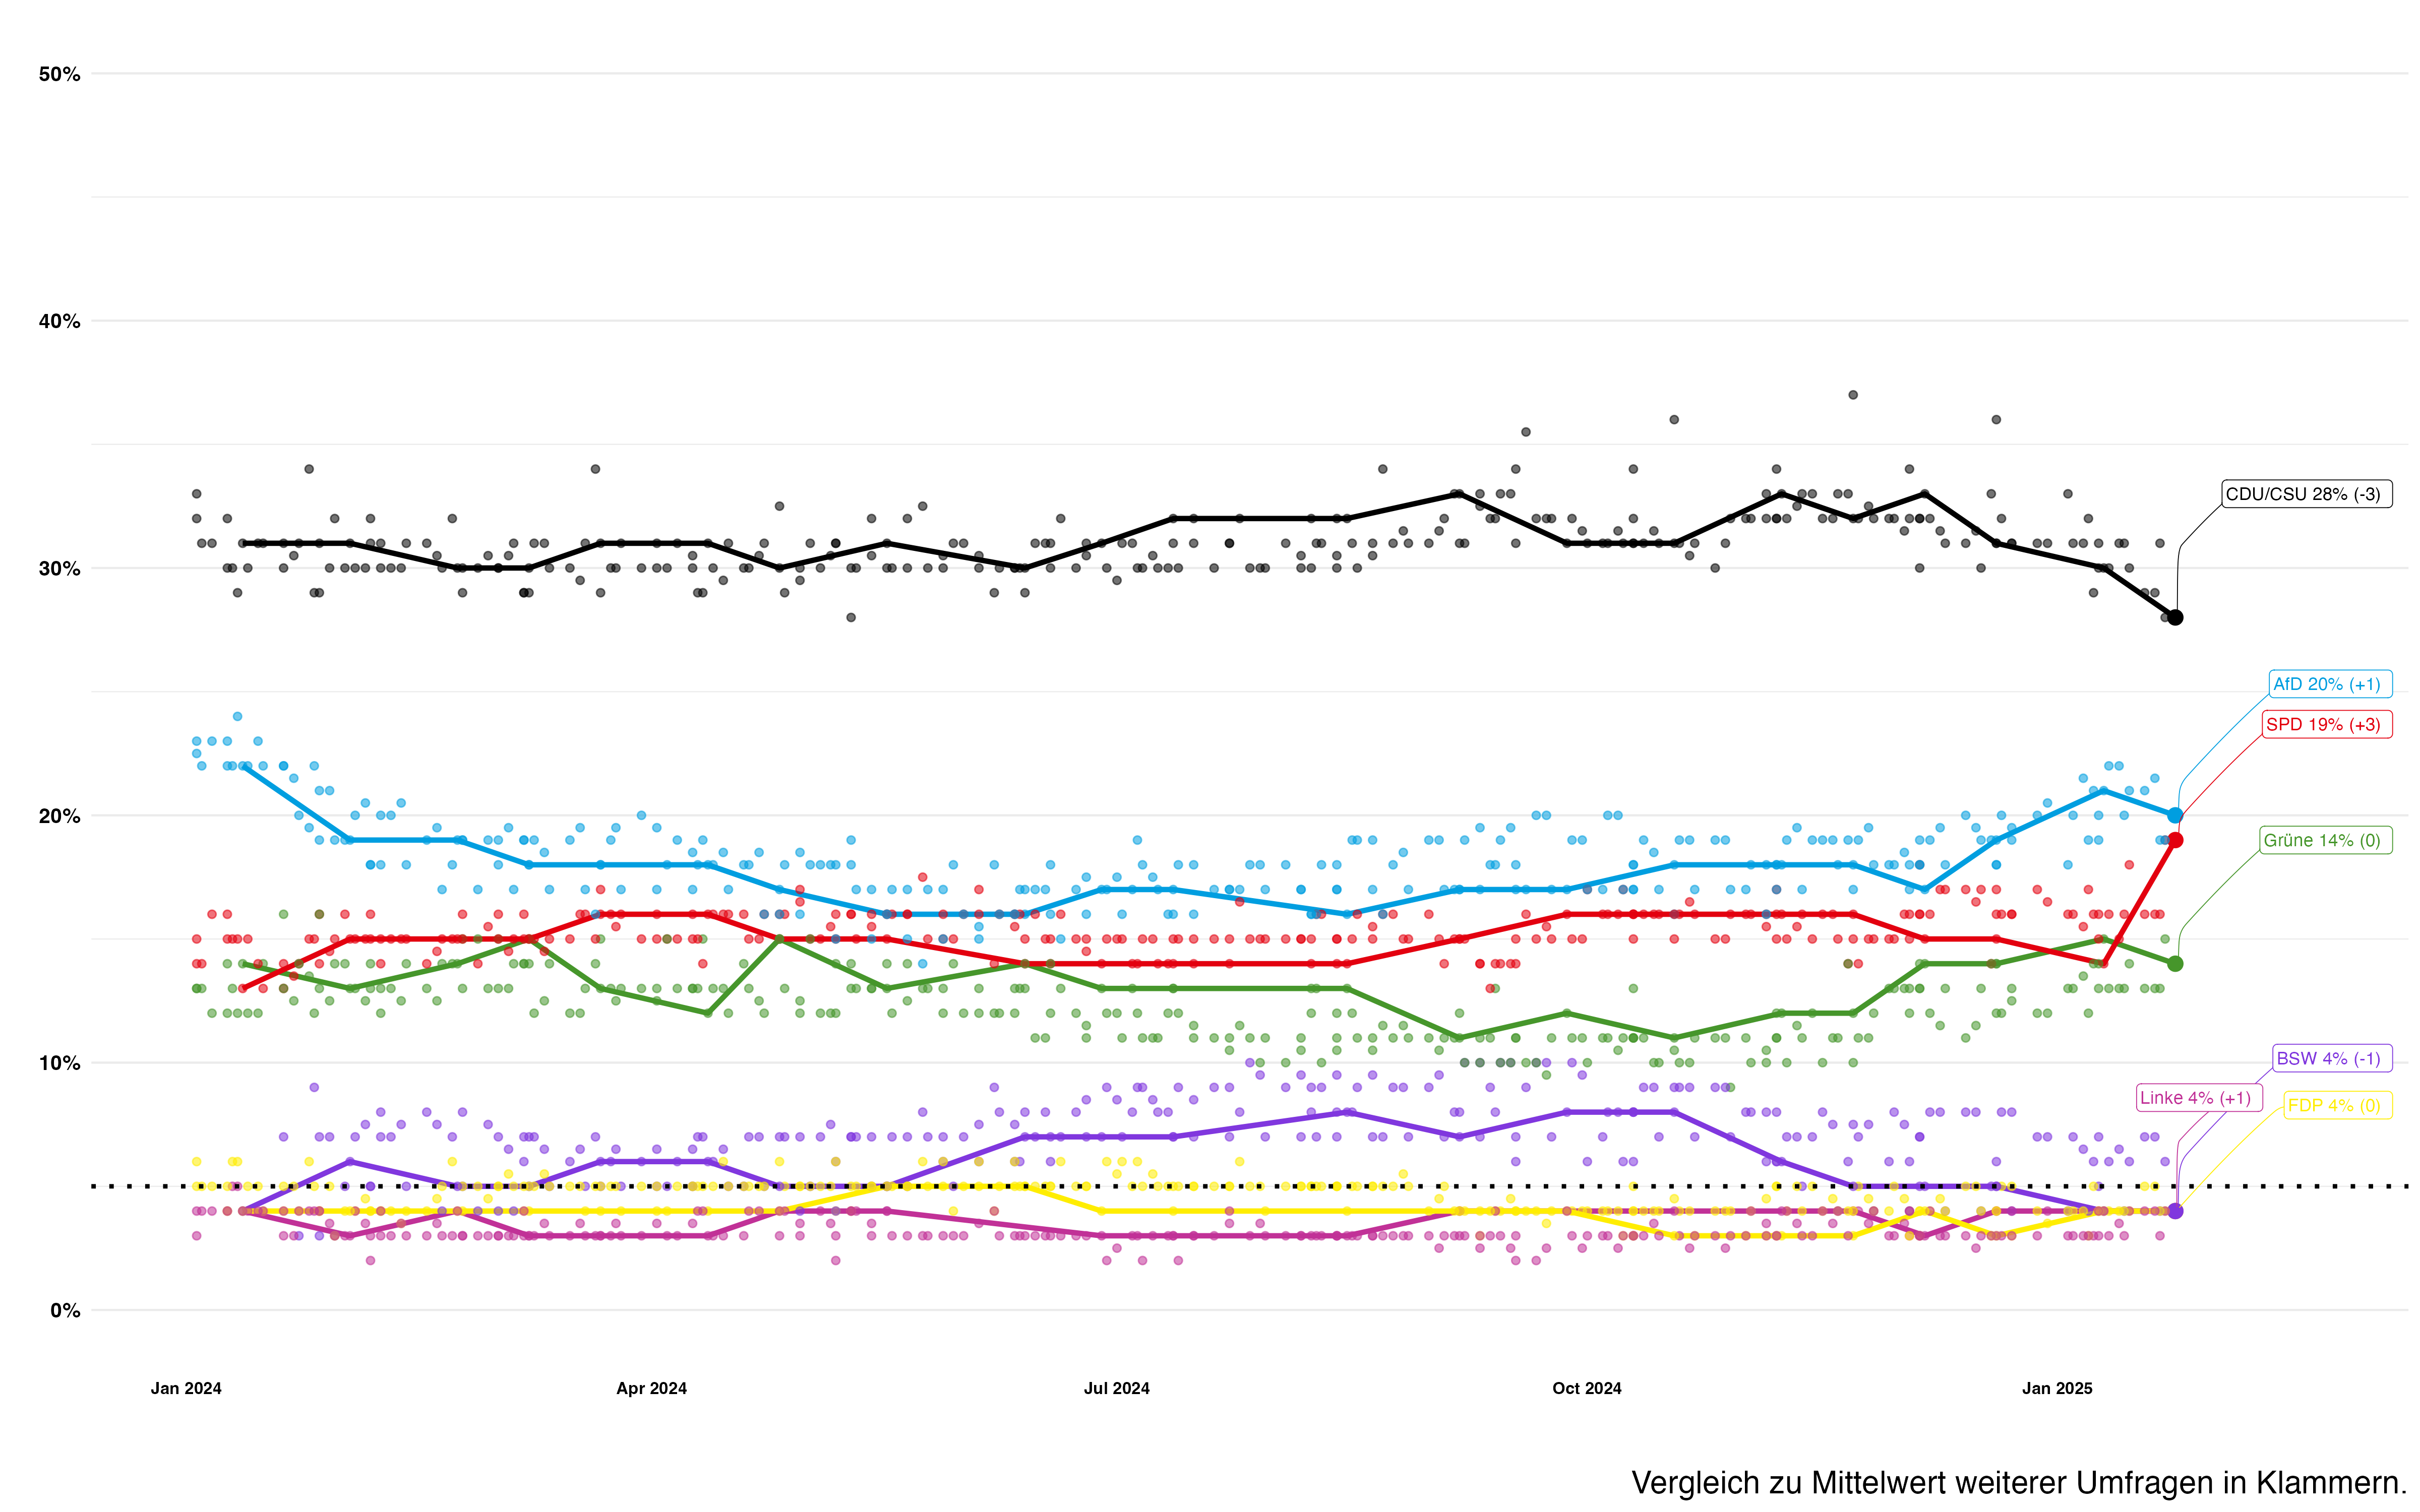 50%
40%
30%
20%
10%
0%
CDU/CSU 28% (-3)
AfD 20% (+1)
SPD 19% (+3)
Grüne 14% (0)
BSW 4% (-1)
Linke 4% (+1)
FDP 4% (0)
Jan 2024
Apr 2024
Jul 2024
Oct 2024
Jan 2025
Vergleich zu Mittelwert weiterer Umfragen in Klammern.